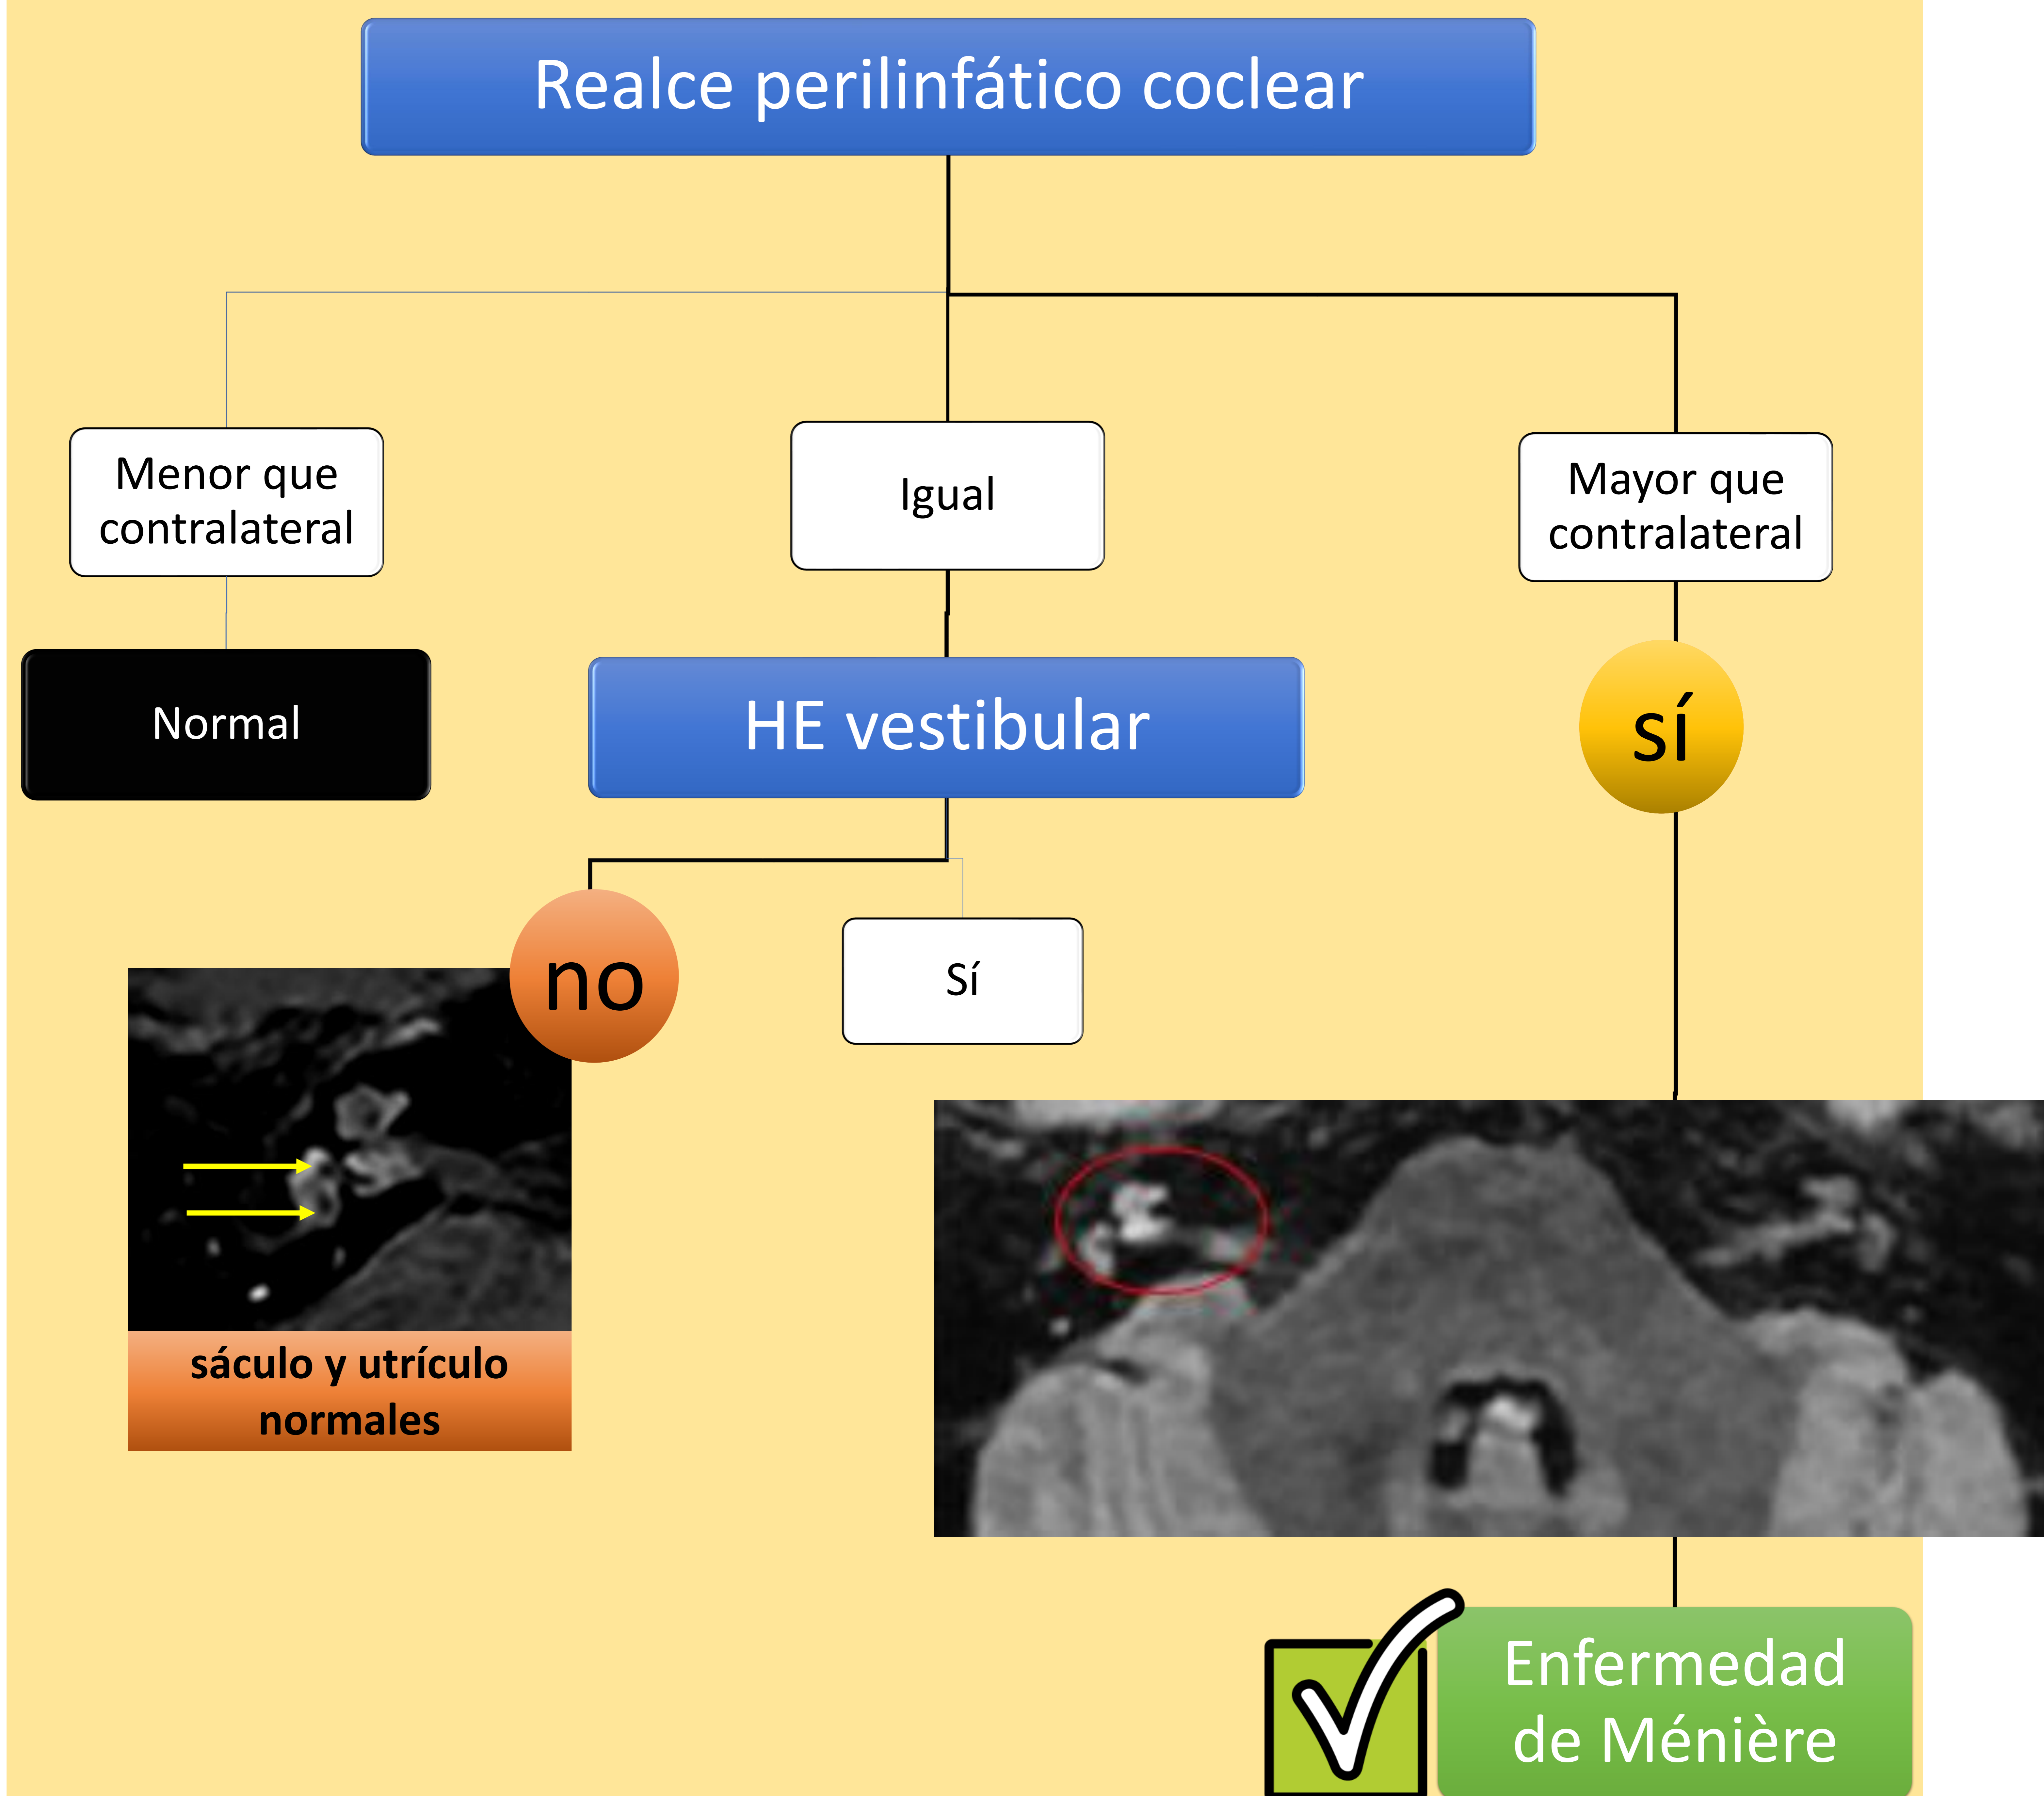 Realce perilinfático coclear
Menor que
contralateral
Igual
Mayor que
contralateral
Normal
HE vestibular
sí
no
Sí
sáculo y utrículo
normales
Enfermedad
de Ménière